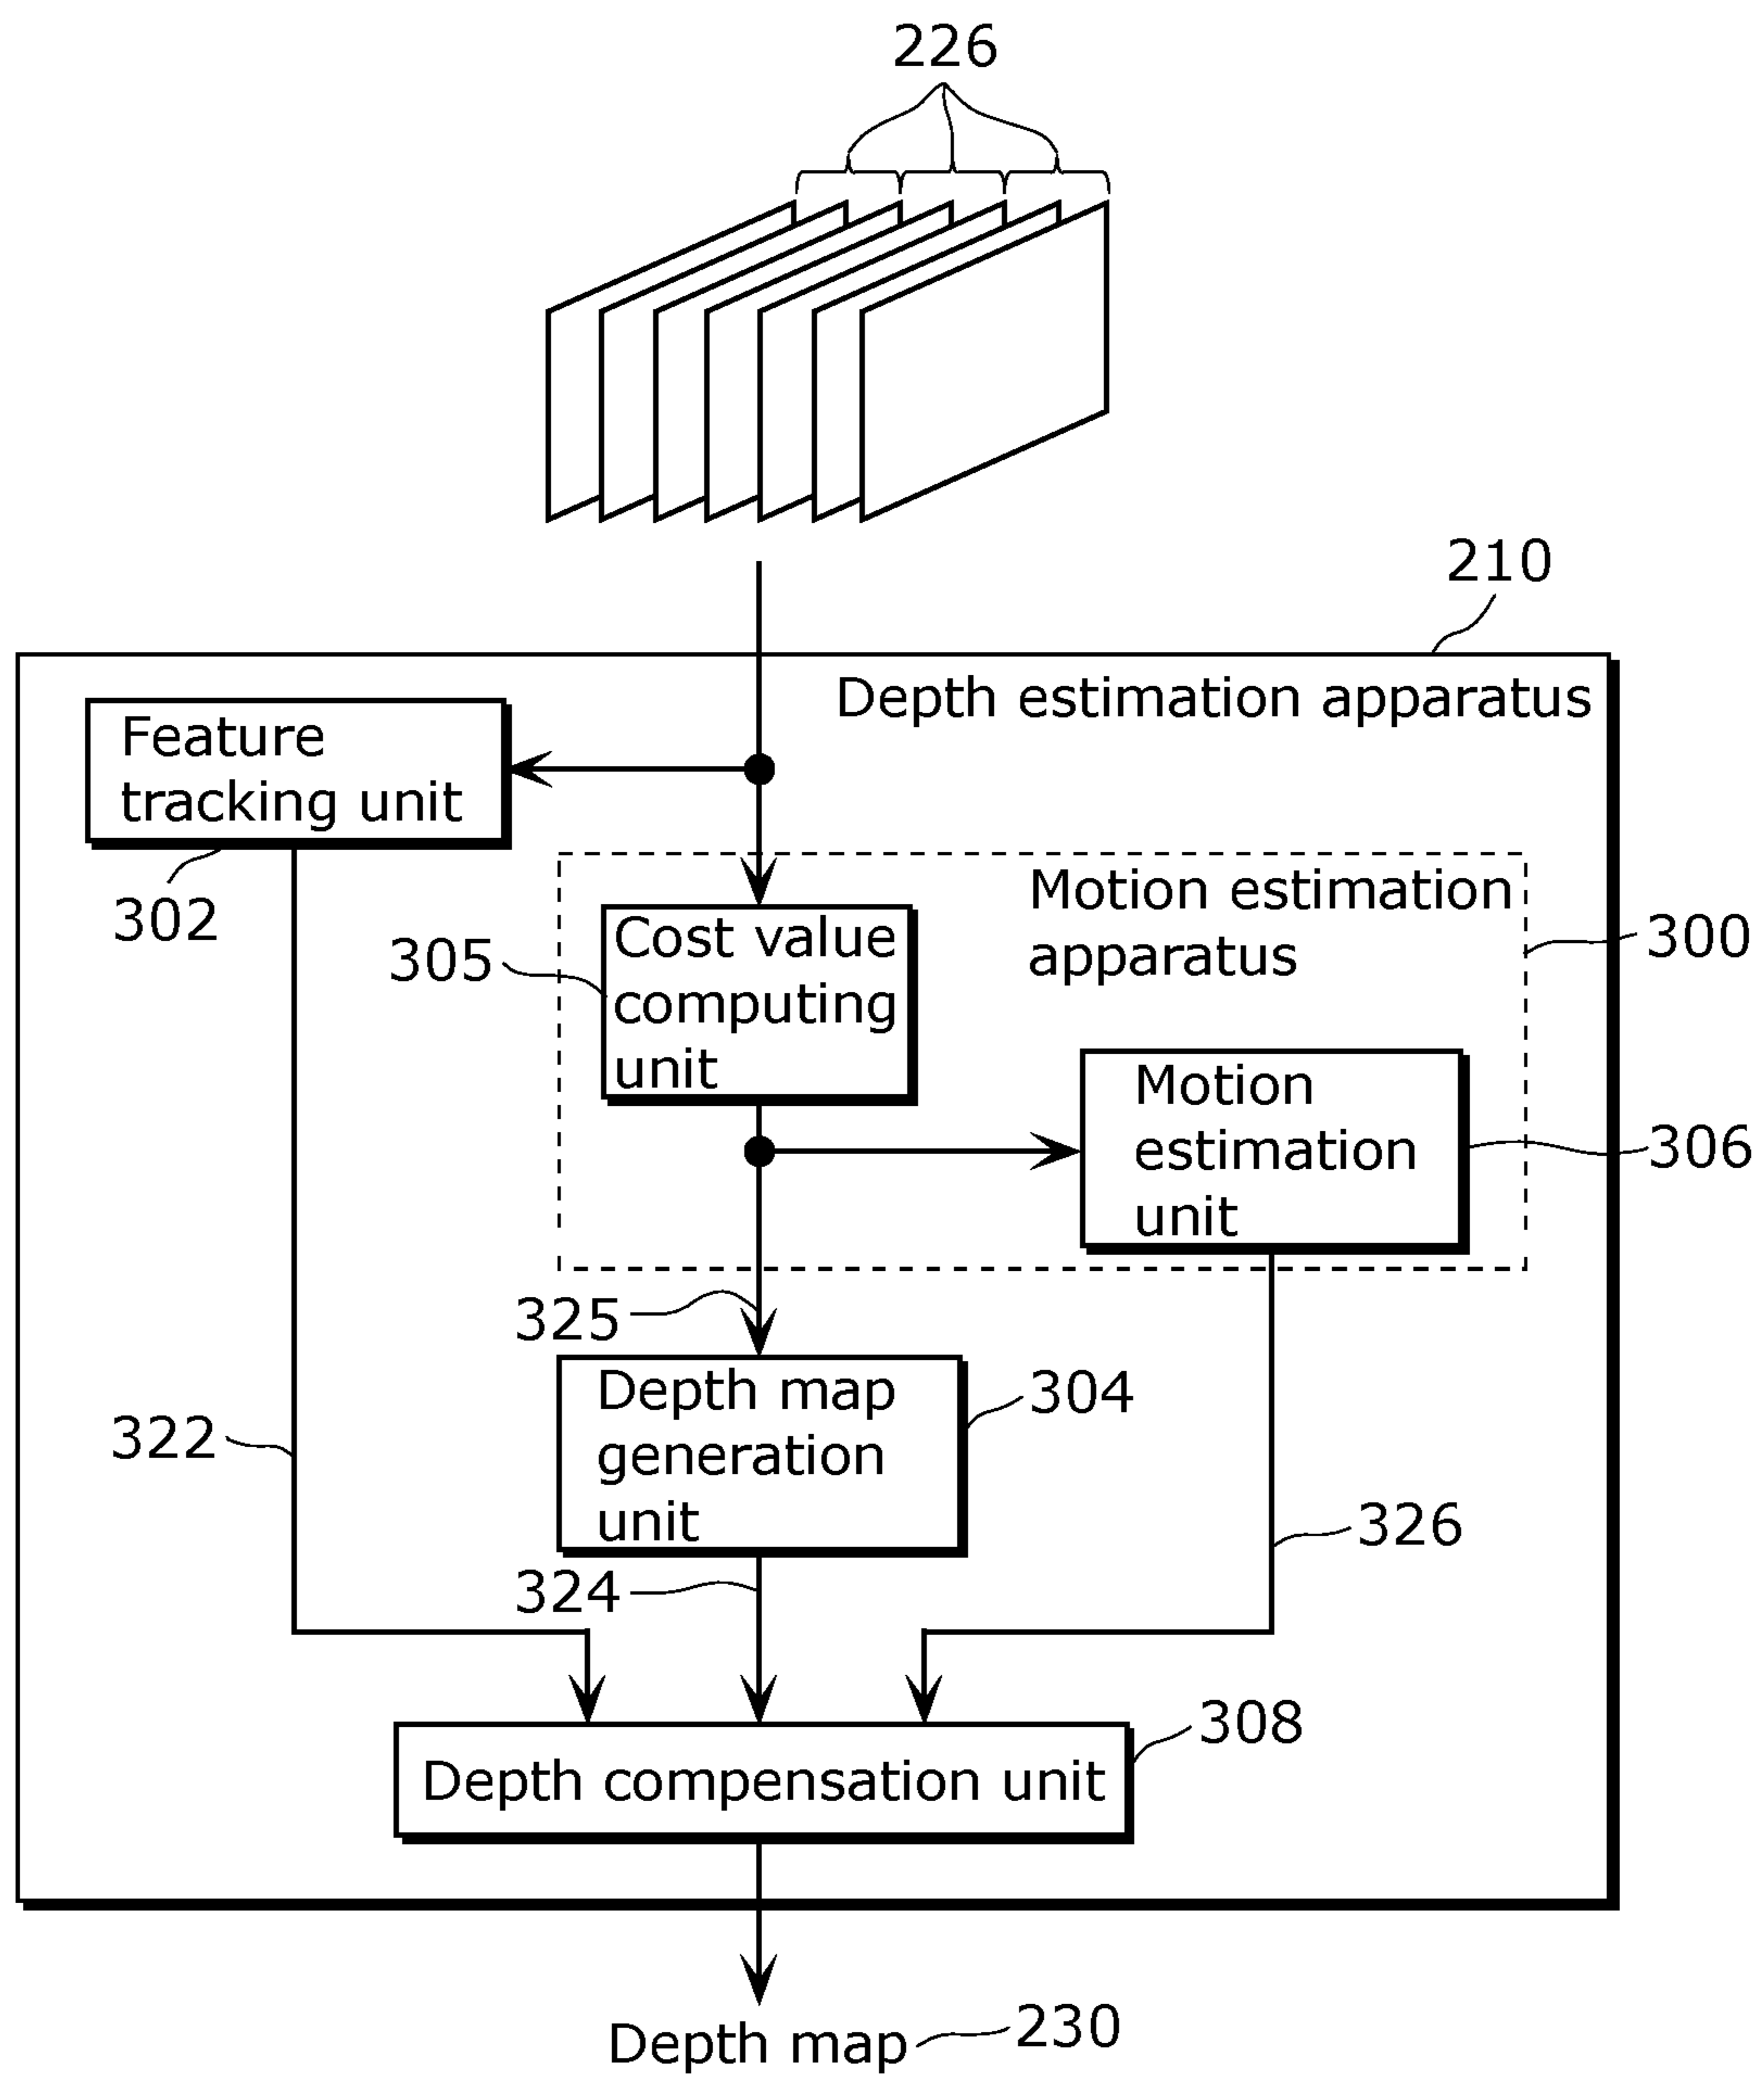 226
210
Depth estimation apparatus
Feature
tracking unit
302
Motion estimation
apparatus
300
305
Cost value
computing
unit
Motion
estimation
unit
306
325
Depth map
generation
unit
304
322
326
324
308
Depth compensation unit
Depth map
230